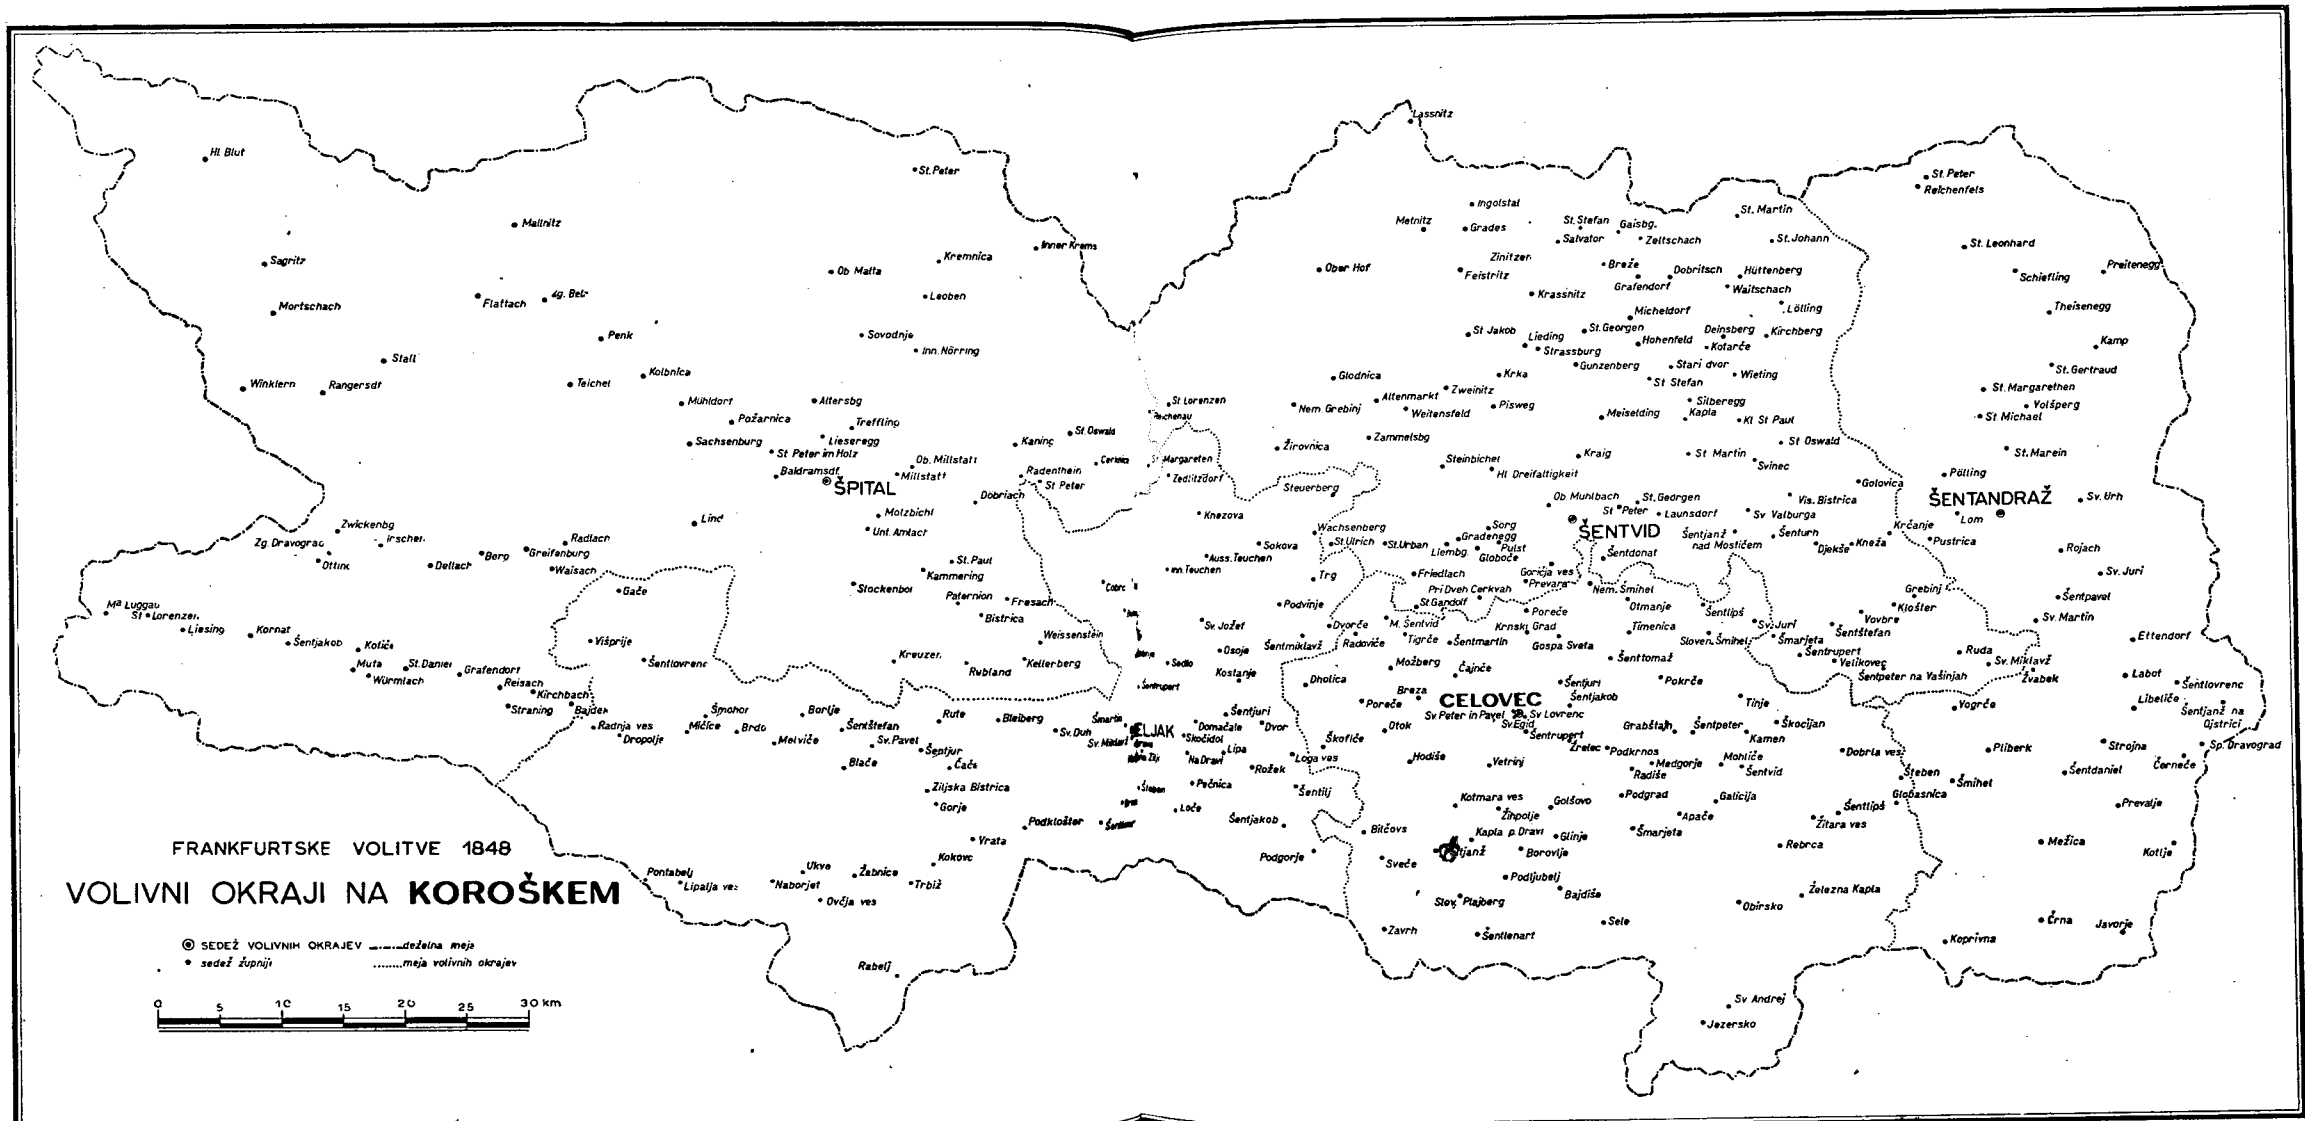 Lassnitz
Hl. Blut
St. Peter
St. Peter
Reichenfels
Mallnitz
Metnitz
Ingolstal
Grades
St. Stefan
Gaisbg.
Salvator
Zeltschach
St. Martin
St. Johann
St. Leonhard
Sagritz
Ob Malta
Kremnica
Inner Krems
Ober Hof
Zinitzer
Feistritz
Breže
Dobritsch
Grafendorf
Hüttenberg
Waitschach
Schiefling
Preitenegg
Mortschach
Flattach
Leoben
Krassnitz
Micheldorf
Lölling
Theisenegg
Penk
Sovodnje
Inn. Nörring
St Jakob
Lieding
Strassburg
St. Georgen
Hohenfeld
Deinsberg
Kotarče
Kirchberg
Kamp
Stall
Winklern
Rangersdf
Teichel
Kolbnica
Glodnica
Krka
Gunzenberg
Stari dvor
St Stefan
Wieting
St. Gertraud
St. Margarethen
Mühldorf
Altersbg
Požarnica
Treffling
St Lorenzen
Nem. Grebinj
Altenmarkt
Zweinitz
Weitensfeld
Pisweg
Meiselding
Silberegg
Kapla
Kl St Paul
Volšperg
St Michael
Sachsenburg
Lieseregg
St Peter im Holz
Baldramsdf.
ŠPITAL
Ob. Millstatt
Millstatt
Kaning
St. Oswald
Radenthein
St Peter
Margareten
Zedlitzdorf
Žirovnica
Zammelsbg
Steinbichel
Hl Dreifaltigkeit
Kraig
St Martin
St Oswald
Svinec
St. Marein
Pölling
Dobriach
Steuerberg
Golovica
ŠENTANDRAŽ
Lom
Sv. Urh
Zwickenbg
Zg. Dravograd
Irschen
Dellach
Berg
Greifenburg
Radlach
Waisach
Molzbichl
Unt. Amlach
Knezova
Sokova
Wachsenberg
St. Ulrich
St. Urban
Liembg.
Sorg
Gradenegg
Pulst
Globoče
Ob Muhlbach
St Peter
St. Georgen
Launsdorf
ŠENTVID
Sv Valburga
Vis. Bistrica
Šentjanž
nad Mostičem
Šenturh
Djekše
Kneža
Krčanje
Pustrica
Rojach
Šentdonat
Auss. Teuchen
Inn. Teuchen
St. Paul
Kammering
Stockenboi
Paternion
Fresach
Bistrica
Trg
Friedlach
Goričja ves
Prevara
Pri Dveh Cerkvah
St Gandolf
Nem. Šmihel
Otmanje
Sv. Juri
Šentpavel
Grebinj
Klošter
Gače
Ma Luggau
St Lorenzen
Liesing
Kornat
Šentjakob
Višprije
Šentlovrenc
Podvinje
Dvorče
M. Šentvid
Poreče
Šentlipš
Vovbre
Sv. Martin
Sv. Jožef
Weissenstein
Radoviče
Tigrče
Šentmartin
Krnski Grad
Gospa Sveta
Timenica
Sloven. Šmihel
Sv. Juri
Šmarjeta
Šentštefan
Šentrupert
Ettendorf
Muta
Würmlach
St. Daniel
Grafendorf
Reisach
Kirchbach
Straning
Kreuzen
Rubland
Kellerberg
Osoje
Šentmiklavž
Kostanje
Možberg
Čajnče
Šenttomaž
Velikovec
Šentpeter na Vašinjah
Ruda
Sv. Miklavž
Žvabek
Labot
Šentrupert
Dholica
Breza
Poreče
CELOVEC
Šentjuri
Šentjakob
Pokrče
Tinje
Šentlovrenc
Libeliče
Šentjanž na
Ojstrici
Radnja ves
Dropolje
Šmohor
Mičiče
Brdo
Borlje
Šentštefan
Melviče
Sv. Pavel
Šentjur
Rute
Bleiberg
Sv. Duh
Šmartin
Šentjuri
Domačale
Dvor
Skočidol
Lipa
Na Dravi
Rožek
Otok
Sv. Peter in Pavel
Sv Lovrenc
Sv. Egid
Šentrupert
Grabštajn
Šentpeter
Škocijan
Kamen
Vogrče
Škofiče
Loga ves
Hodiše
Vetrinj
Žrelec
Podkrnos
Medgorje
Radiše
Mohliče
Šentvid
Dobrla ves
Pliberk
Strojna
Sp. Dravograd
Černeče
Blače
Čače
Ziljska Bistrica
Gorje
Šteben
Pečnica
Šentilj
Šteben
Šmihel
Šentdaniel
Podklošter
Loče
Šentjakob
Kotmara ves
Žihpolje
Golšovo
Podgrad
Galicija
Globasnica
Šentlipš
Prevalje
Vrata
Bilčovs
Kapla p. Dravi
Glinje
Šmarjeta
Apače
Žitara ves
Kokovo
Podgorje
Sveče
Borovlje
Rebrca
Mežica
Kotlje
FRANKFURTSKE VOLITVE 1848
VOLIVNI OKRAJI NA KOROŠKEM
Pontabelj
Lipalja ves
Ukve
Naborjet
Ovčja ves
Žabnice
Trbiž
Podljubelj
Slov. Plajberg
Bajdiše
Obirsko
Železna Kapla
Sele
Črna
Javorje
Zavrh
Šentlenart
Koprivna
SEDEŽ VOLIVNIH OKRAJEV
deželna meja
sedež župnij
meja volivnih okrajev
Rabelj
0 5 10 15 20 25 30 km
Sv Andrej
Jezersko